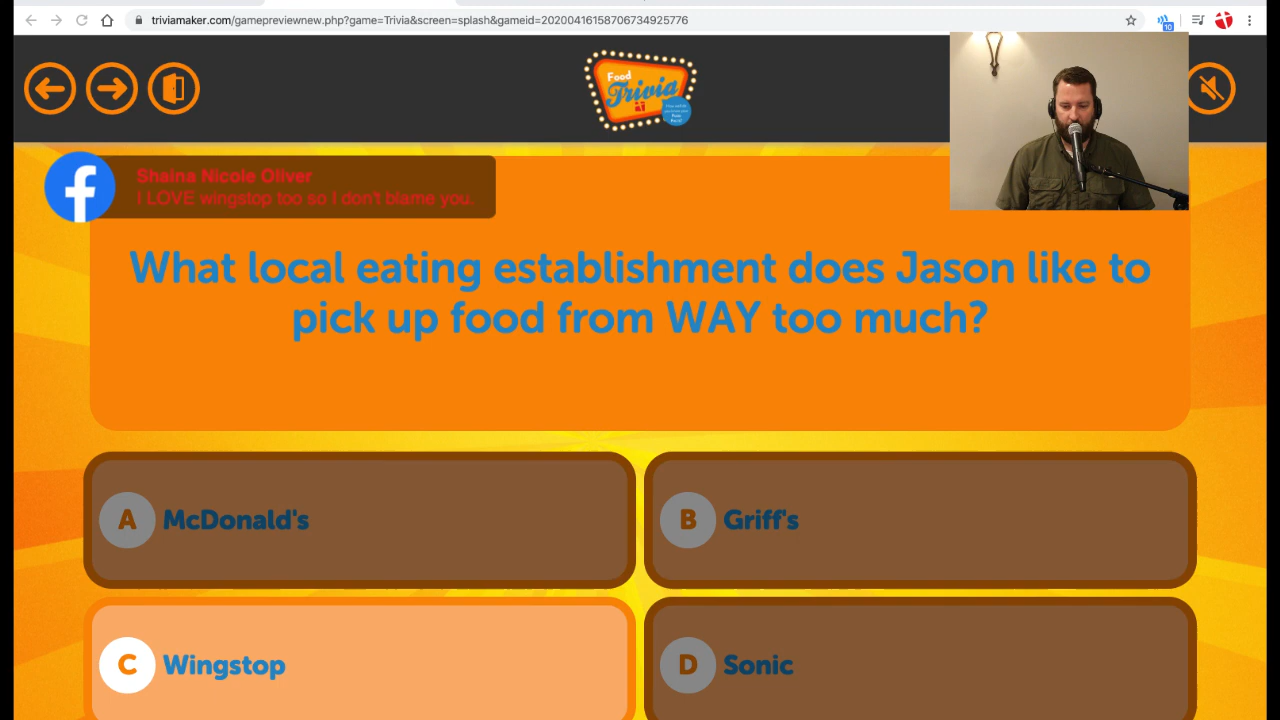 triviamaker.com/gamepreviewnew.php?game=Trivia&screen=splash&gameid=20200416158706734925776
10
Food
Trivia
Shaina Nicole Oliver
I LOVE wingstop too so I don't blame you.
What local eating establishment does Jason like to
pick up food from WAY too much?
A McDonald's
B Griff's
C Wingstop
D Sonic